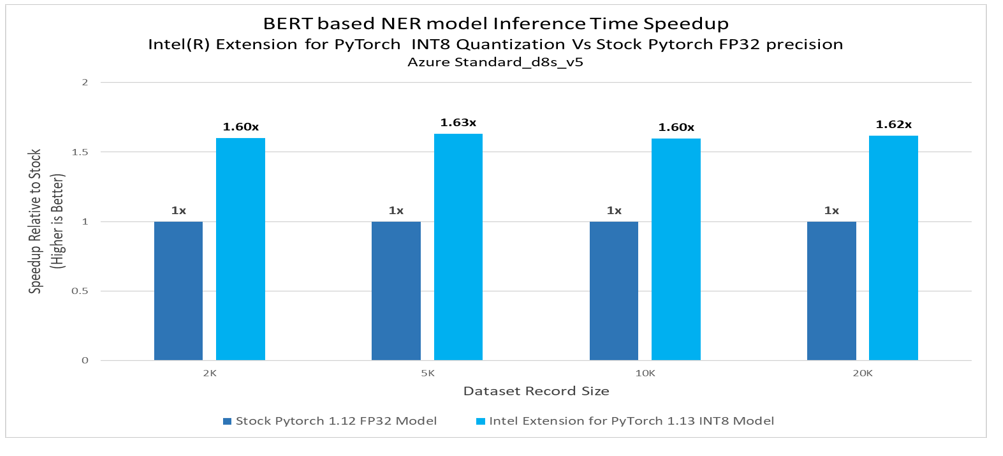 BERT based NER model Inference Time Speedup
Intel(R) Extension for PyTorch INT8 Quantization Vs Stock Pytorch FP32 precision
Azure Standard_d8s_v5
Speedup Relative to Stock
(Higher is Better)
2
1.5
1
0.5
0
1x
1.60x
1x
1.63x
1x
1.60x
1x
1.62x
2K
5K
10K
20K
Dataset Record Size
Stock Pytorch 1.12 FP32 Model
Intel Extension for PyTorch 1.13 INT8 Model